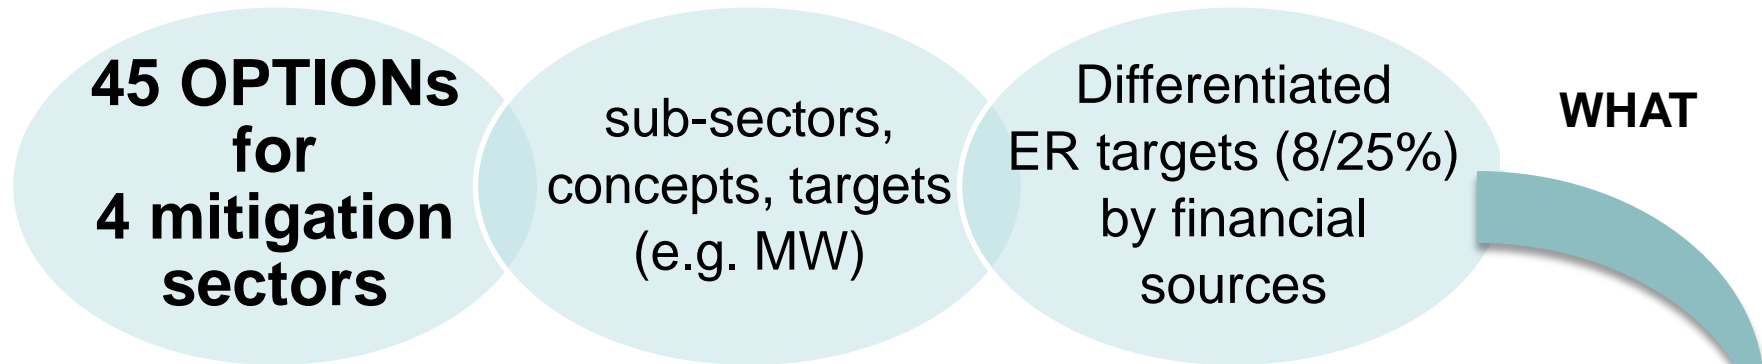 45 OPTIONs
for
4 mitigation
sectors
sub-sectors,
concepts, targets
(e.g. MW)
Differentiated
ER targets (8/25%)
by financial
sources
WHAT